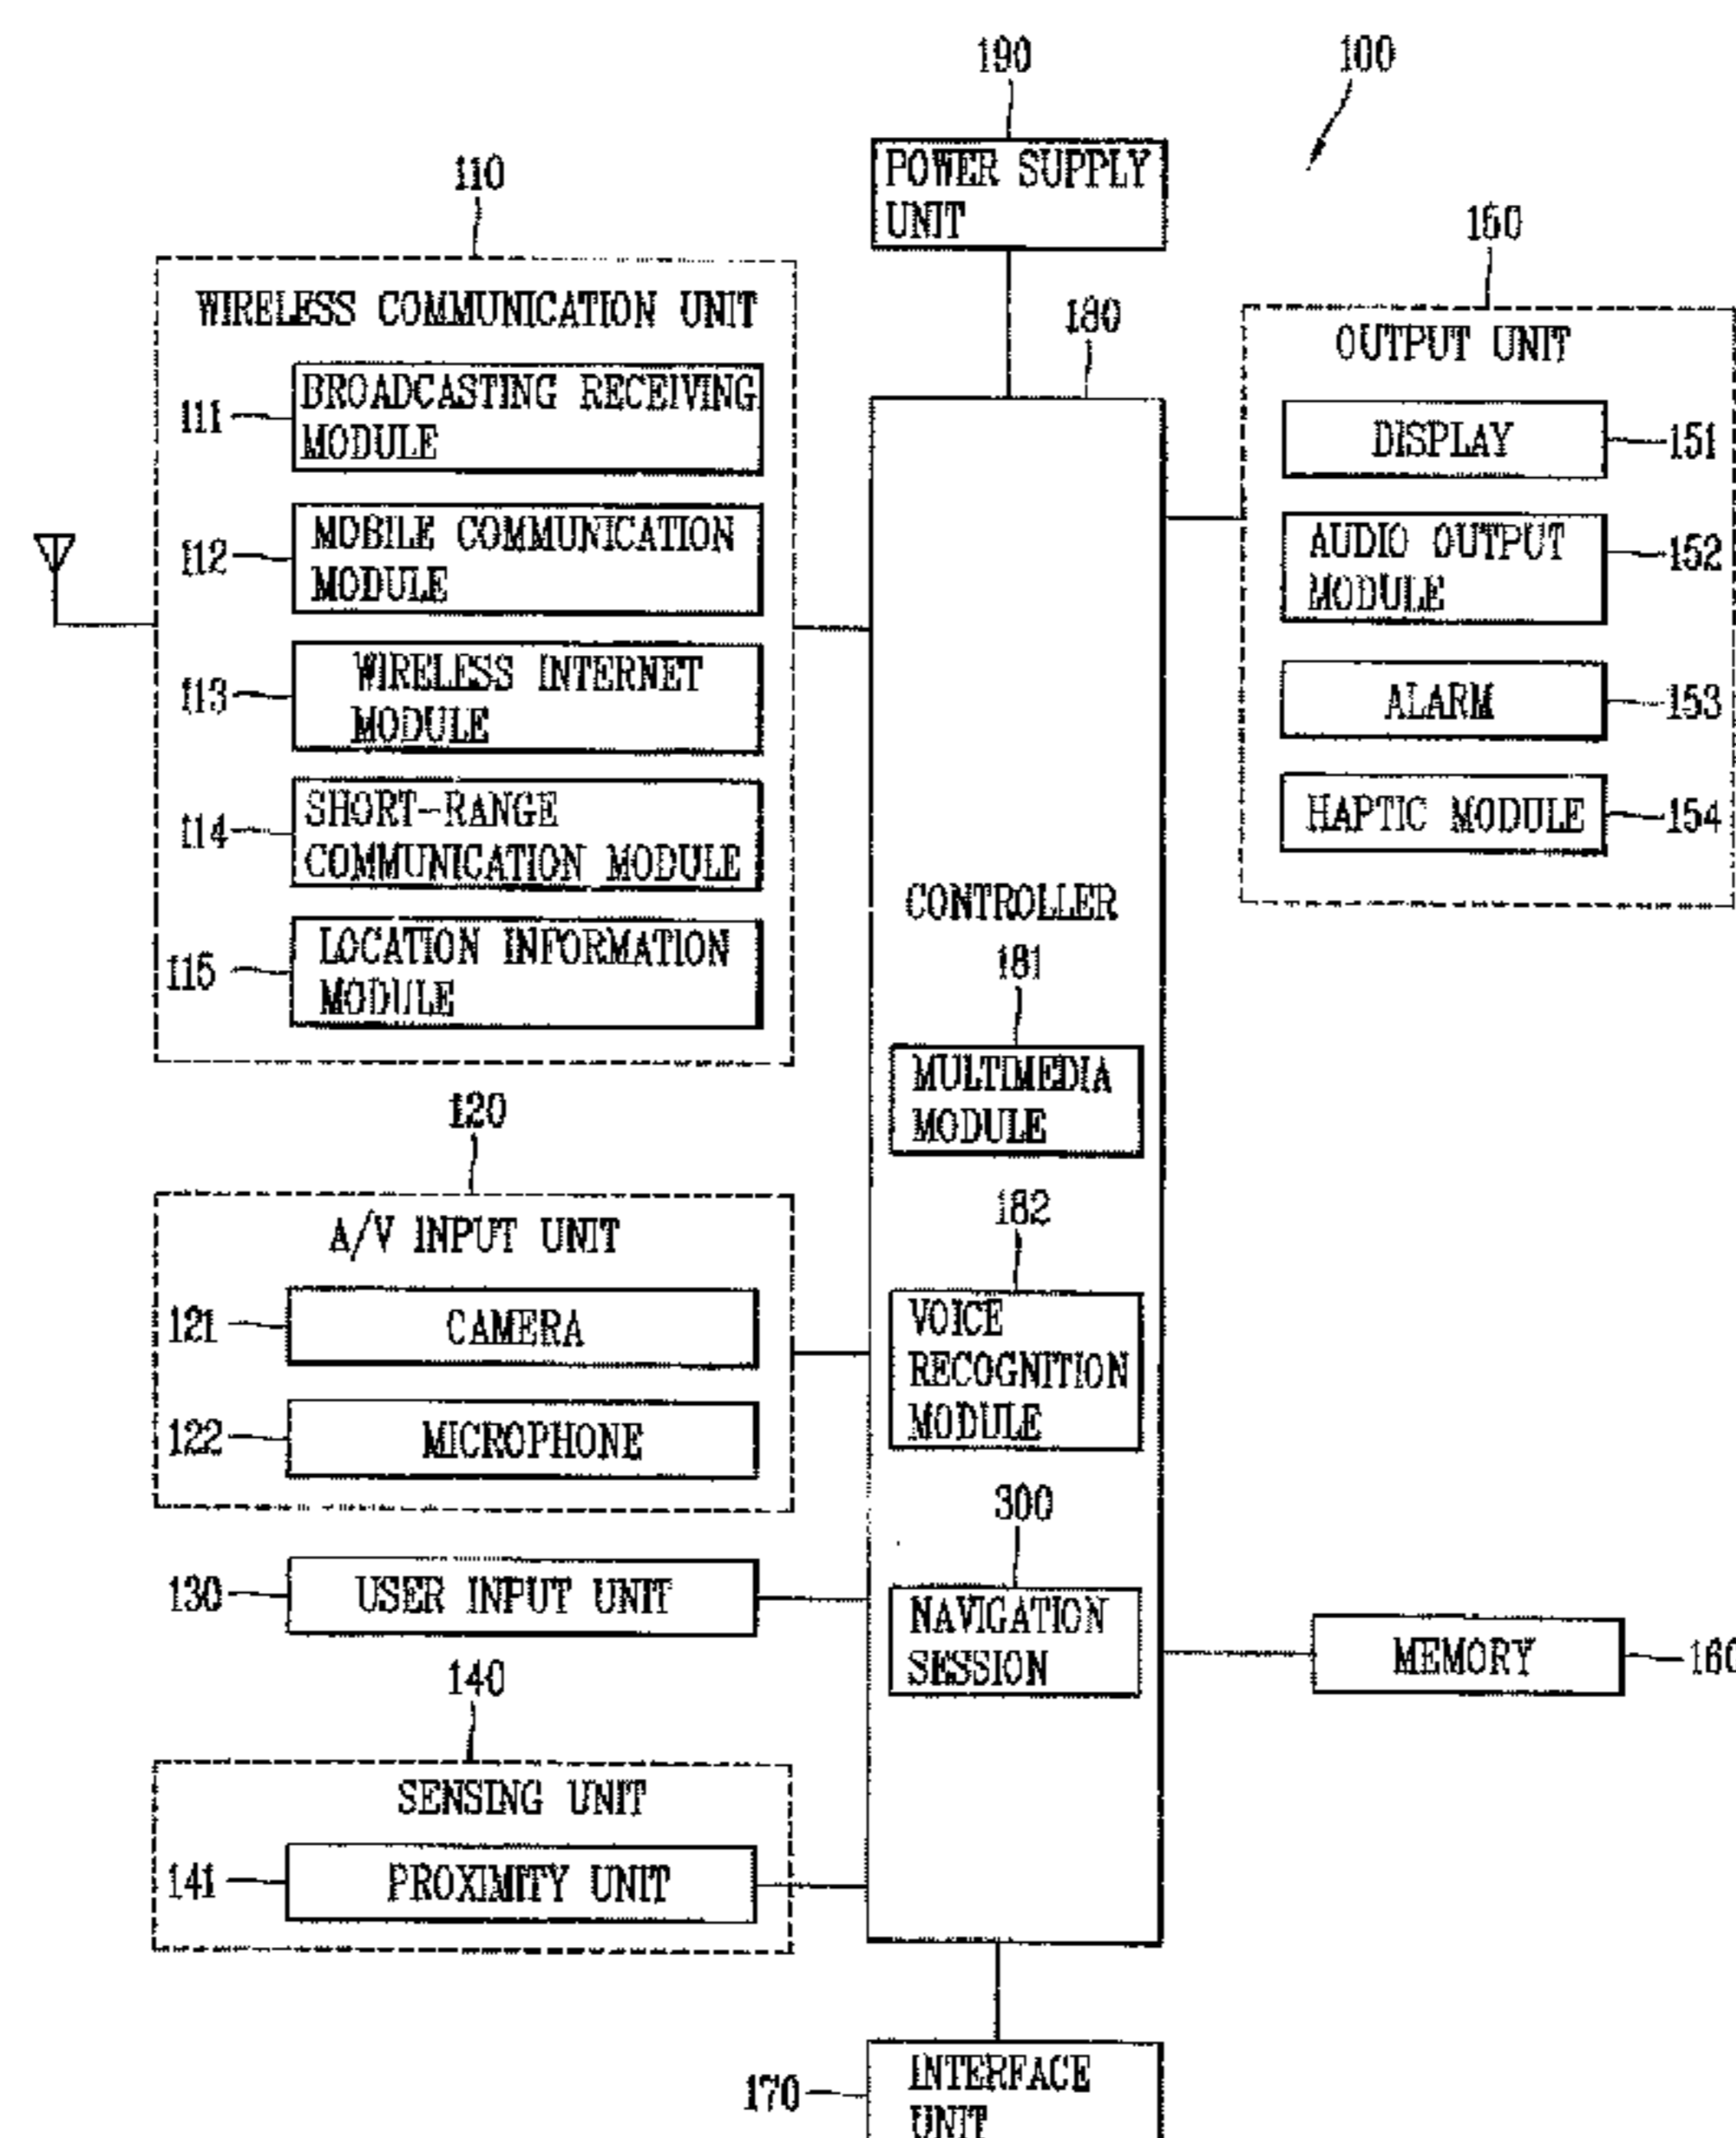 190
100
POWER SUPPLY
UNIT
110
WIRELESS COMMUNICATION UNIT
111
BROADCASTING RECEIVING
MODULE
112
MOBILE COMMUNICATION
MODULE
113
WIRELESS INTERNET
MODULE
114
SHORT-RANGE
COMMUNICATION MODULE
115
LOCATION INFORMATION
MODULE
120
A/V INPUT UNIT
121
CAMERA
122
MICROPHONE
130
USER INPUT UNIT
140
SENSING UNIT
141
PROXIMITY UNIT
180
CONTROLLER
181
MULTIMEDIA
MODULE
182
VOICE
RECOGNITION
MODULE
300
NAVIGATION
SESSION
150
OUTPUT UNIT
DISPLAY
151
AUDIO OUTPUT
MODULE
152
ALARM
153
HAPTIC MODULE
154
MEMORY
160
170
INTERFACE
UNIT